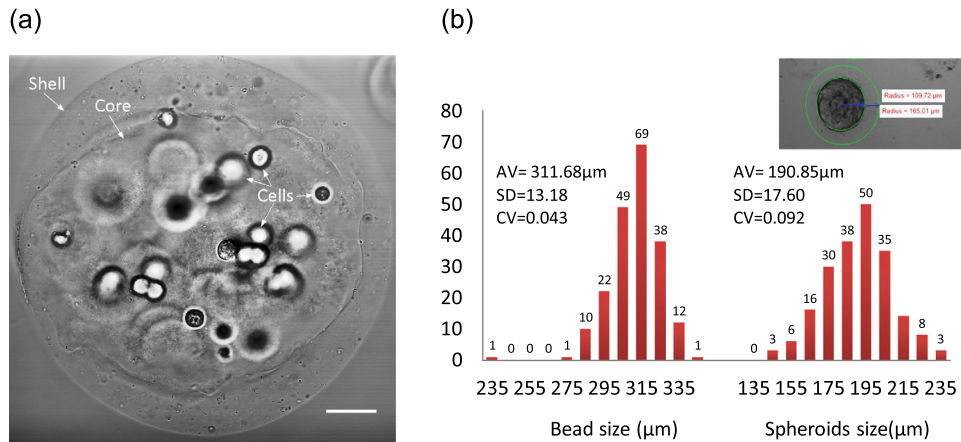 (a)
Shell
Core
Cells
(b)
Radius = 109.72 µm
Radius = 165.01 µm
AV= 311.68µm
SD=13.18
CV=0.043
AV= 190.85µm
SD=17.60
CV=0.092
80
70
60
50
40
30
20
10
0
1 0 0 0 1 10 22 49 69 38 12 1
0 3 6 16 30 38 50 35 8 3
235 255 275 295 315 335
135 155 175 195 215 235
Bead size (µm)
Spheroids size(µm)